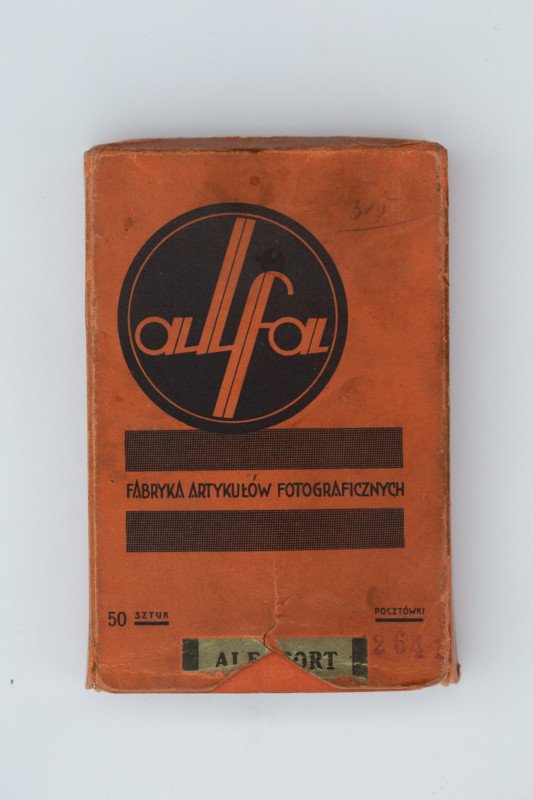 alfa
FABRYKA ARTYKUŁÓW FOTOGRAFICZNYCH
50 SZTUK
POCZTÓWKI